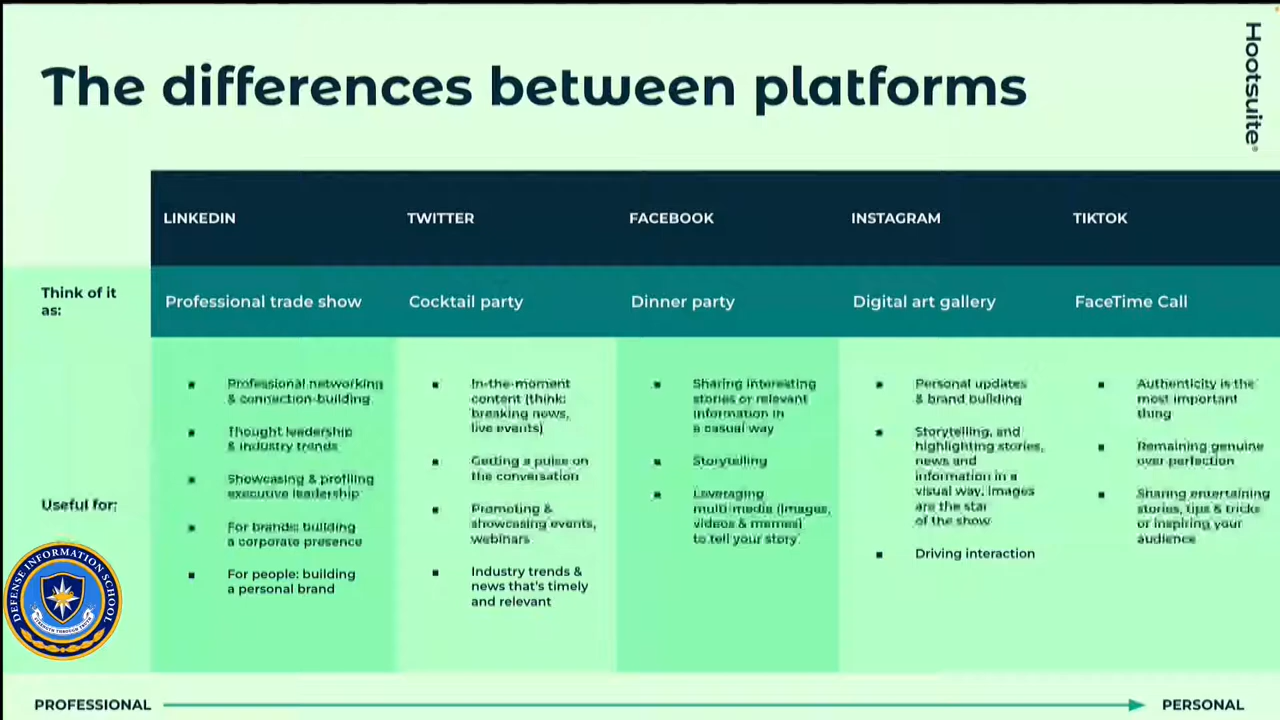 The differences between platforms
Hootsuite®
LINKEDIN
TWITTER
FACEBOOK
INSTAGRAM
TIKTOK
Think of it
as:
Professional trade show
Cocktail party
Dinner party
Digital art gallery
FaceTime Call
Useful for:
▪ Professional networking
& connection-building
▪ Thought leadership
& industry trends
▪ Showcasing & profiling
executive leadership
▪ For brands: building
a corporate presence
▪ For people: building
a personal brand
▪ In-the-moment
content (think:
breaking news,
live events)
▪ Getting a pulse on
the conversation
▪ Promoting &
showcasing events,
webinars
▪ Industry trends &
news that's timely
and relevant
▪ Sharing interesting
stories or relevant
information in
a casual way
▪ Storytelling
▪ Leveraging
multi media (images,
videos & memes)
to tell your story
▪ Personal updates
& brand building
▪ Storytelling, and
highlighting stories,
news and
information in a
visual way. Images
are the star
of the show
▪ Driving interaction
▪ Authenticity is the
most important
thing
▪ Remaining genuine
over perfection
▪ Sharing entertaining
stories, tips & tricks
or inspiring your
audience
DEFENSE INFORMATION SCHOOL
STRENGTH THROUGH TRUTH
PROFESSIONAL
PERSONAL